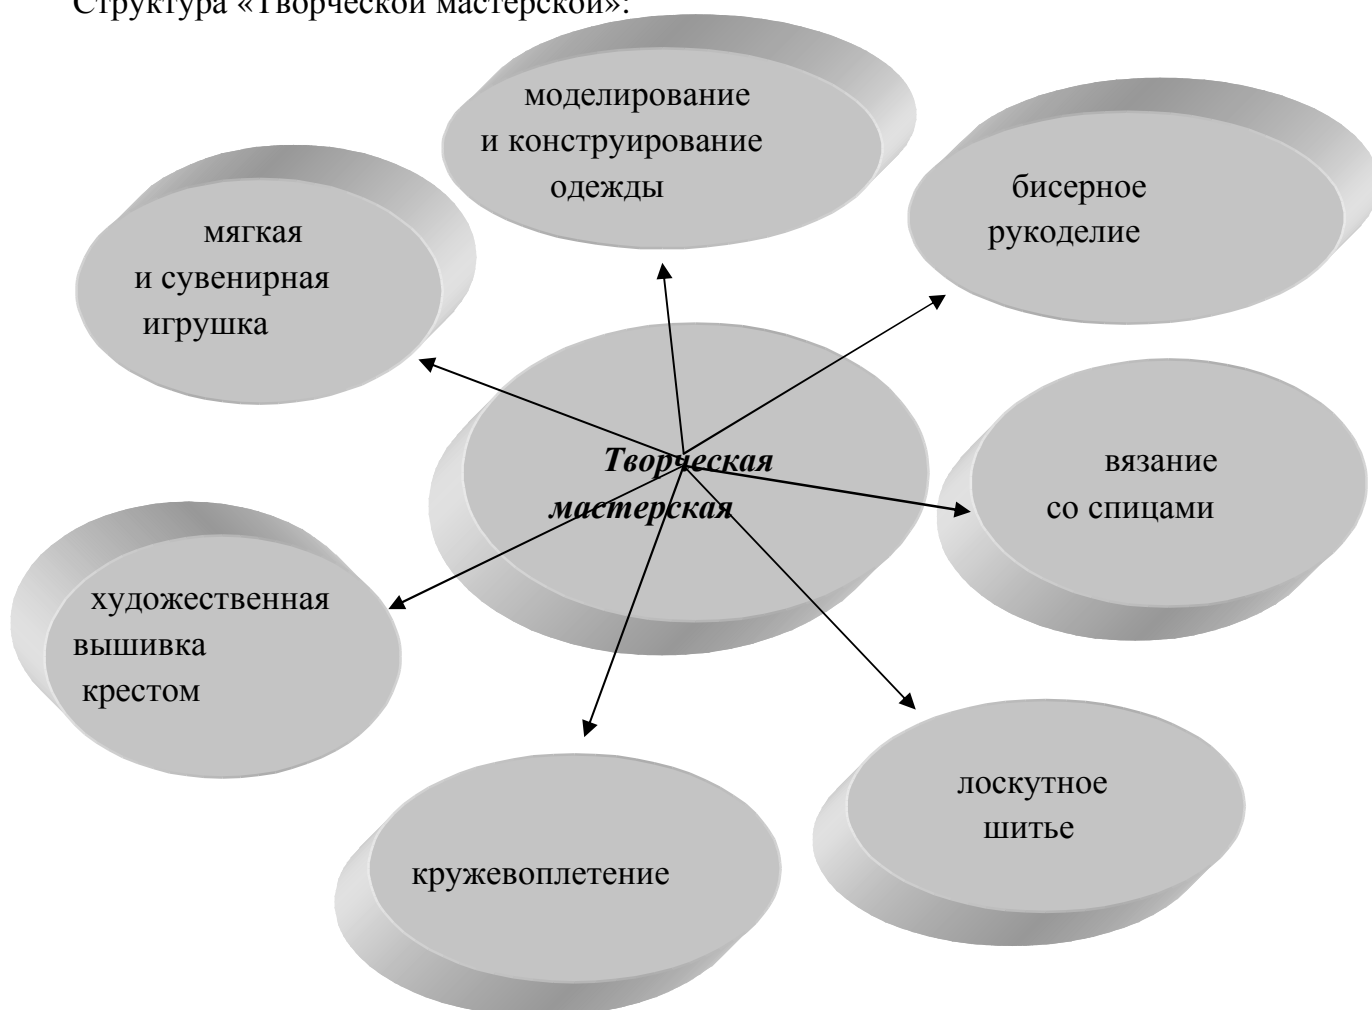 Структура «Творческой мастерской»:
моделирование
и конструирование
одежды
бисерное
рукоделие
мягкая
и сувенирная
игрушка
Творческая
мастерская
вязание
со спицами
художественная
вышивка
крестом
лоскутное
шитье
кружевоплетение